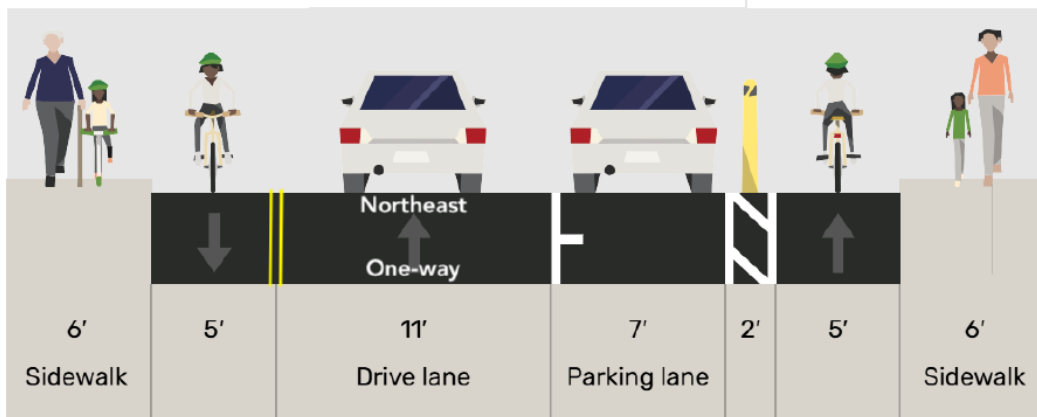 Northeast
One-way
6′ 5′ 11′ 7′ 2′ 5′ 6′
Sidewalk Drive lane Parking lane Sidewalk